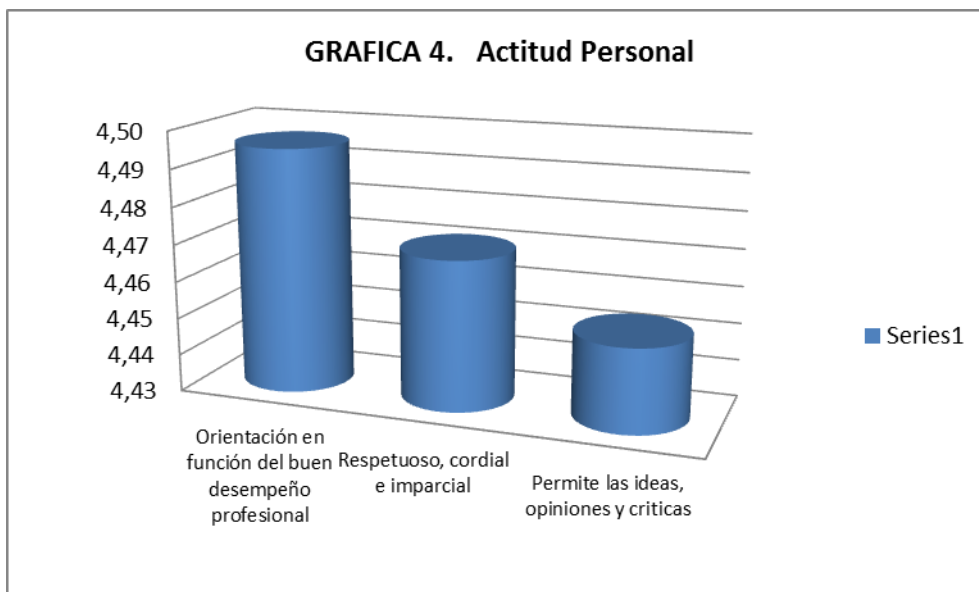 GRAFICA 4. Actitud Personal
4,50
4,49
4,48
4,47
4,46
4,45
4,44
4,43
Orientación en
función del buen
desempeño
profesional
Respetuoso, cordial
e imparcial
Permite las ideas,
opiniones y criticas
Series1